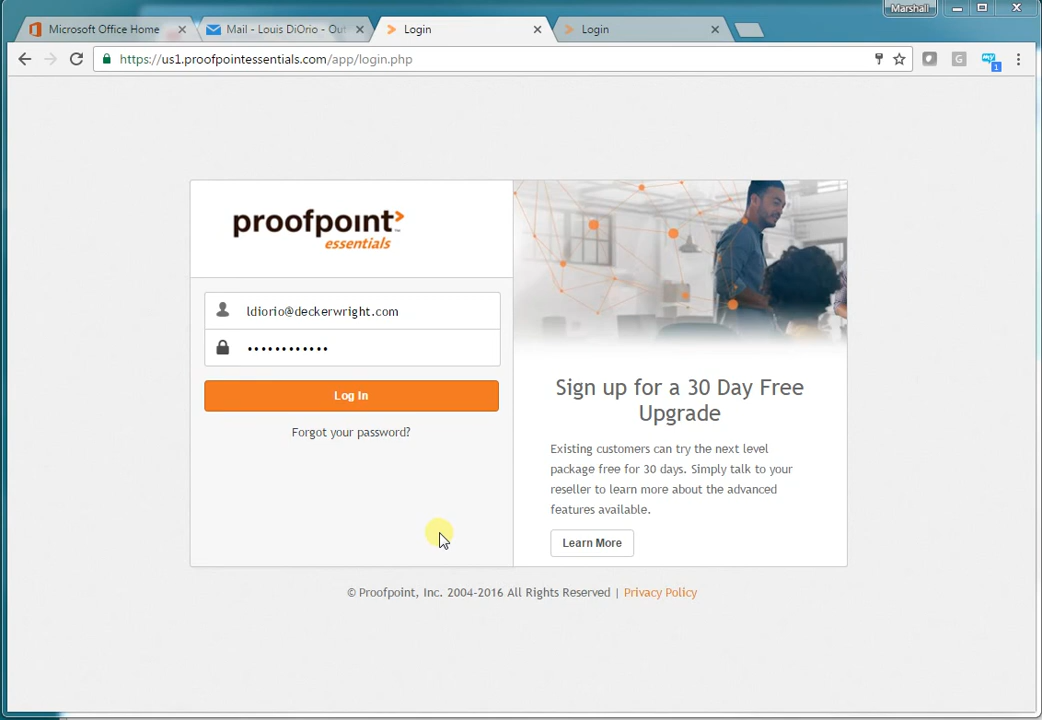 Marshall
Microsoft Office Home
Mail - Louis DiOrio - Out
Login
Login
https://us1.proofpointessentials.com/app/login.php
G
1
proofpoint
essentials
ldiorio@deckerwright.com
••••••••••••
Log In
Forgot your password?
Sign up for a 30 Day Free
Upgrade
Existing customers can try the next level
package free for 30 days. Simply talk to your
reseller to learn more about the advanced
features available.
Learn More
© Proofpoint, Inc. 2004-2016 All Rights Reserved | Privacy Policy